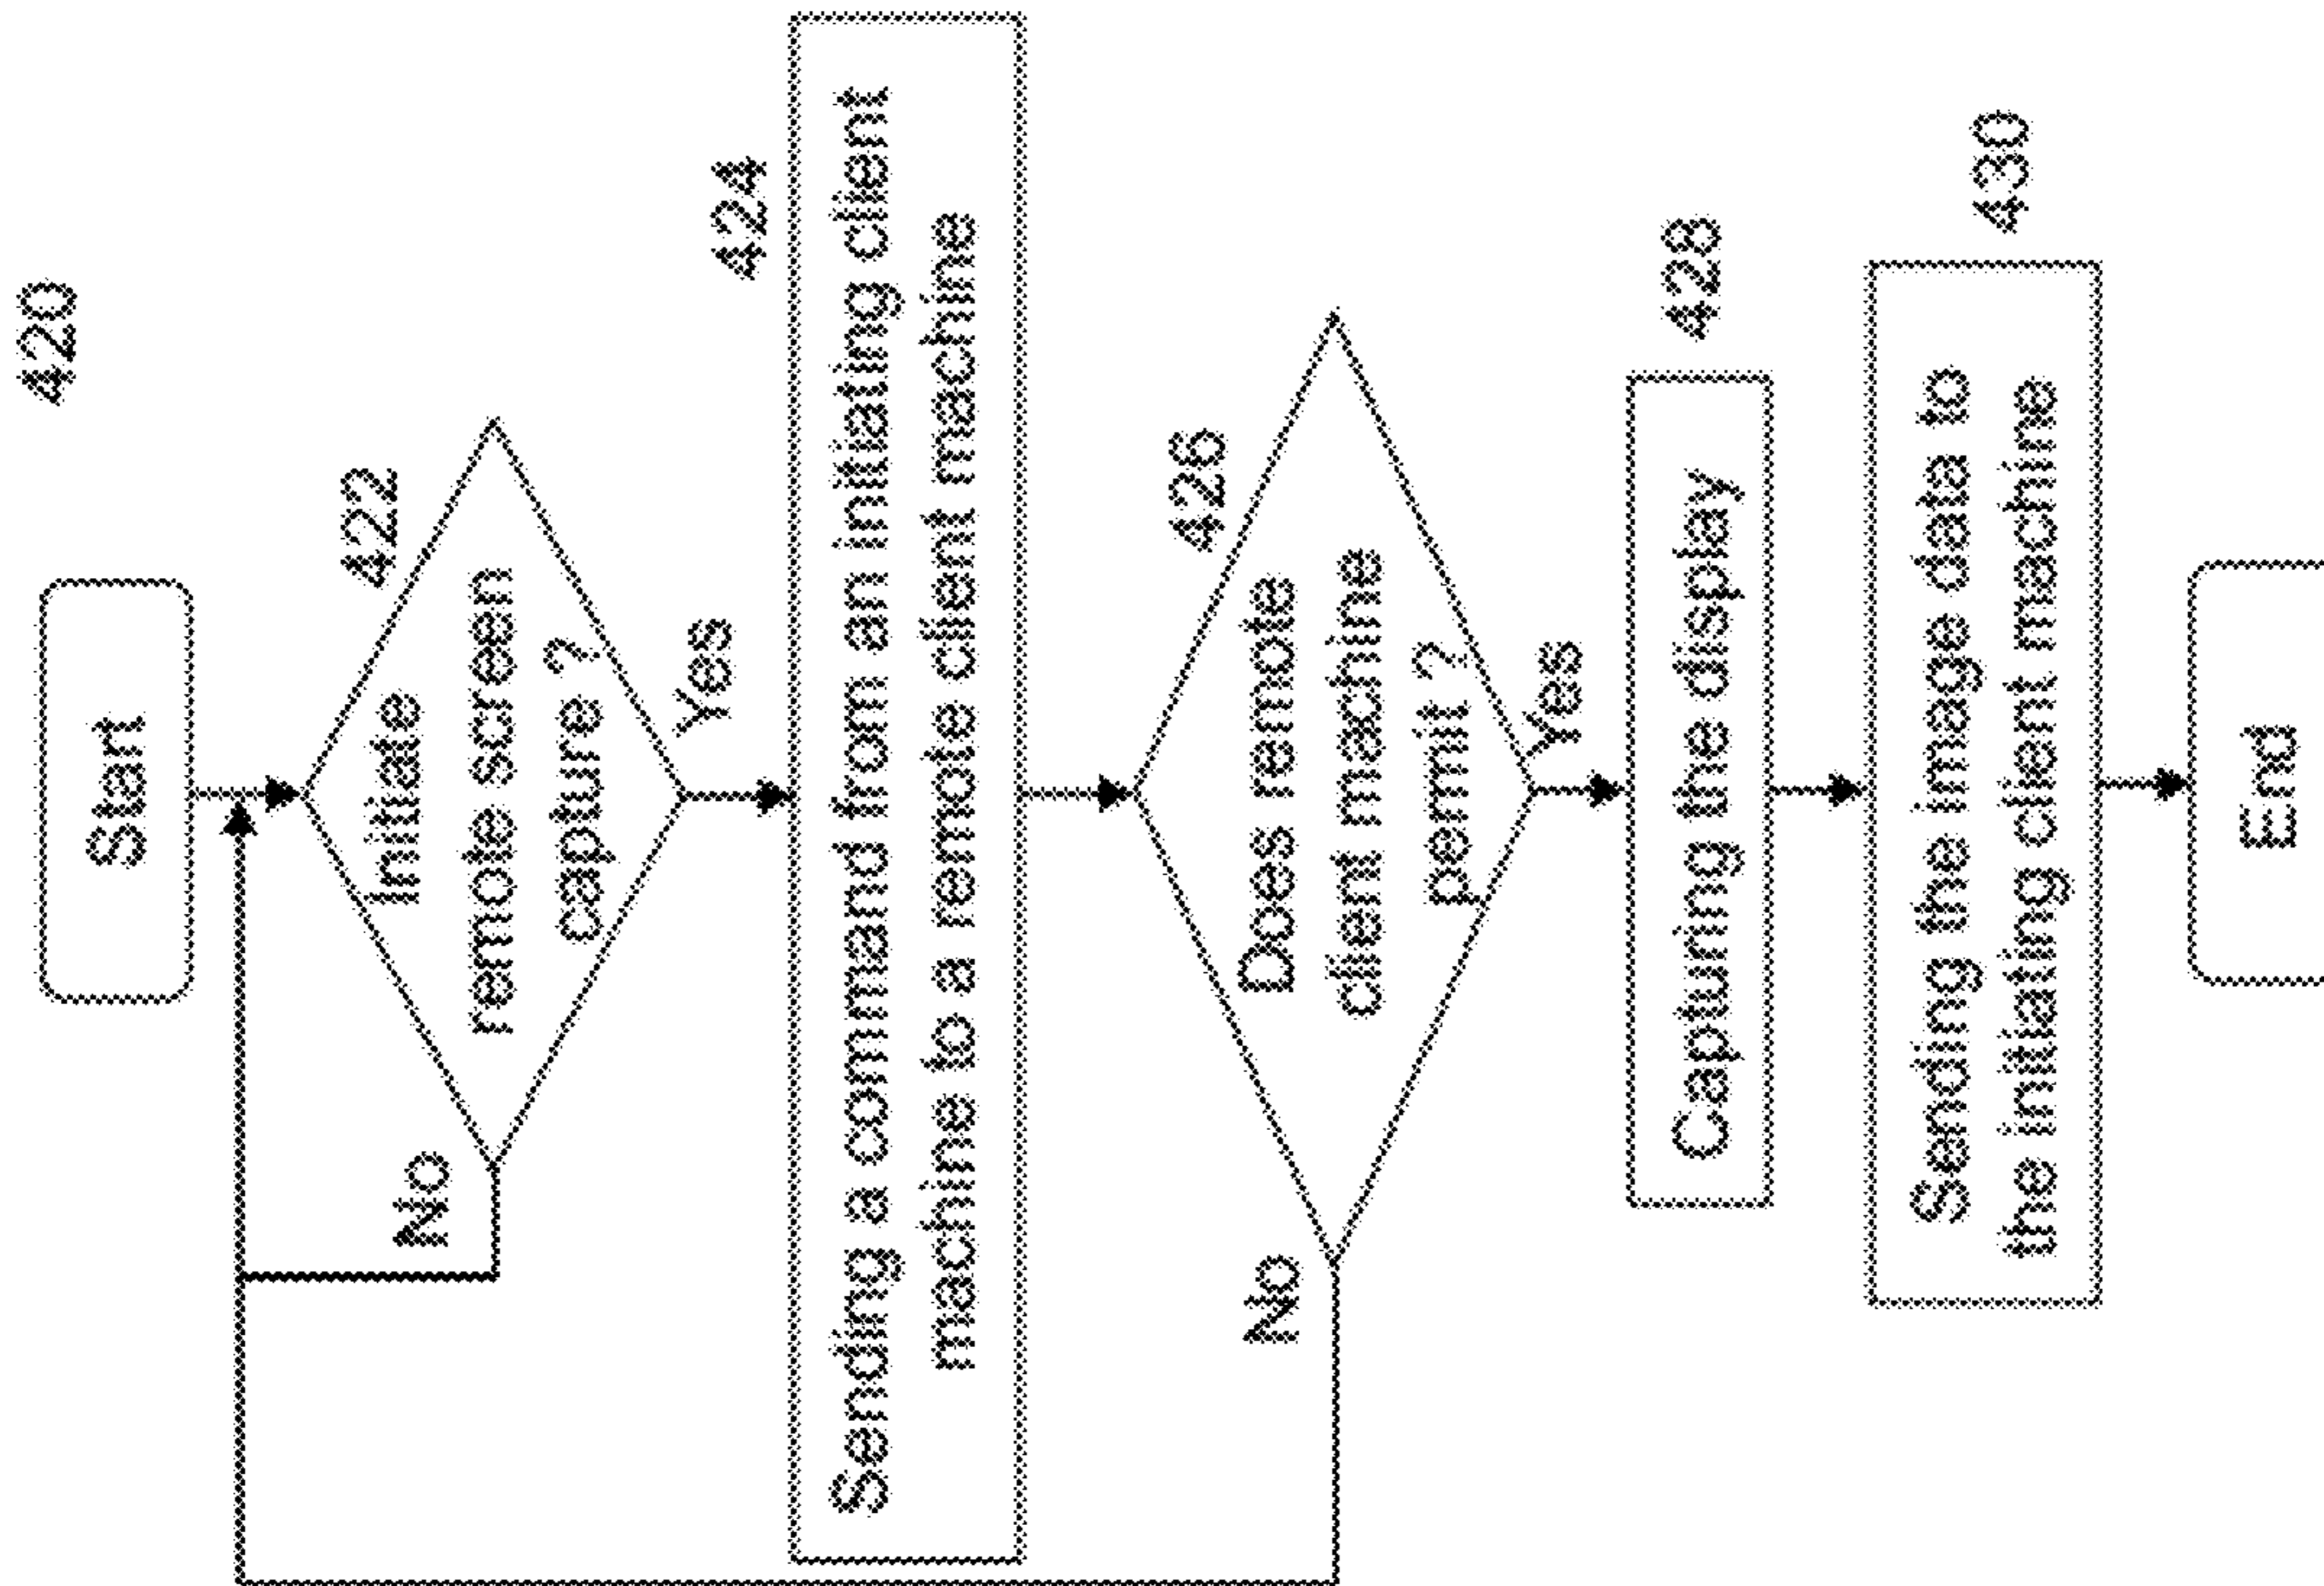 420
Start
422
Initiate
remote screen
capture ?
No
Yes
424
Sending a command from an initiating client
machine to a remote client machine
426
Does remote
client machine
permit ?
No
Yes
428
Capturing the display
430
Sending the image data to
the initiating client machine
End